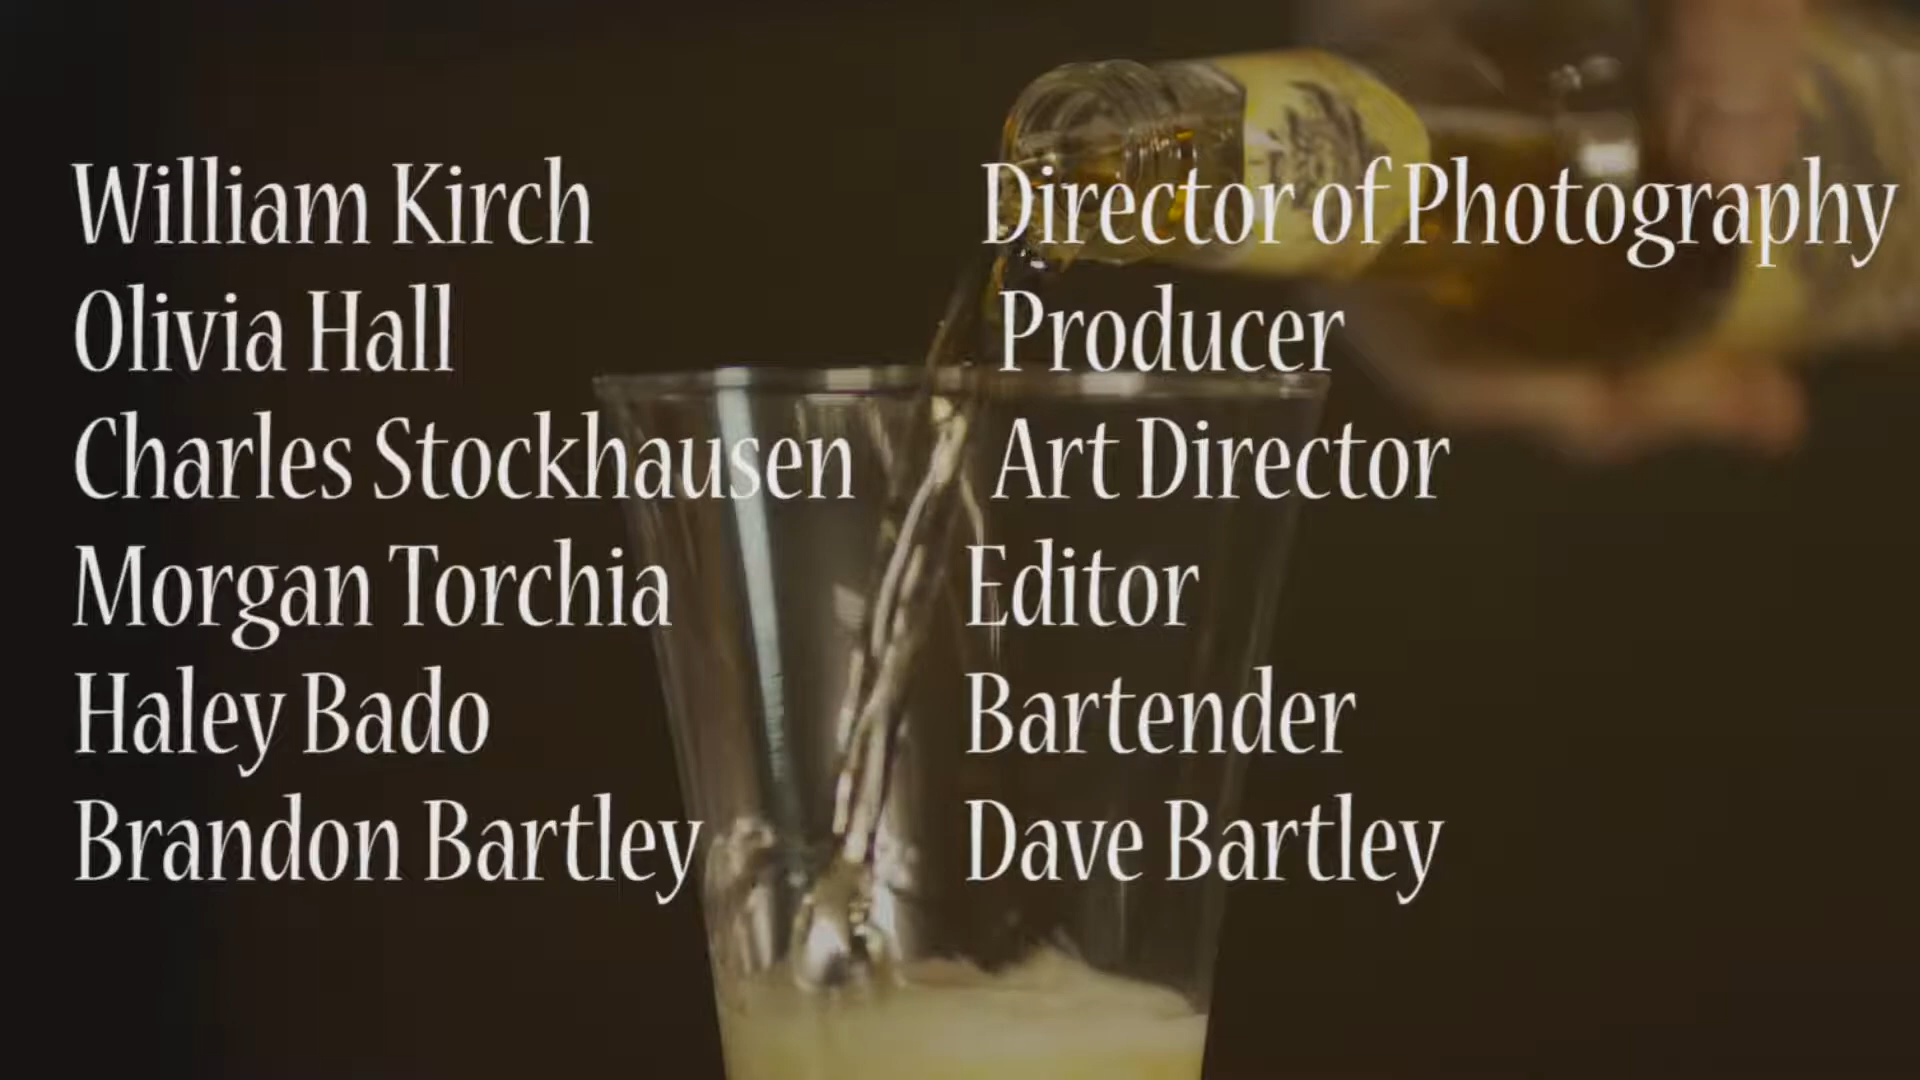 William Kirch Director of Photography
Olivia Hall Producer
Charles Stockhausen Art Director
Morgan Torchia Editor
Haley Bado Bartender
Brandon Bartley Dave Bartley